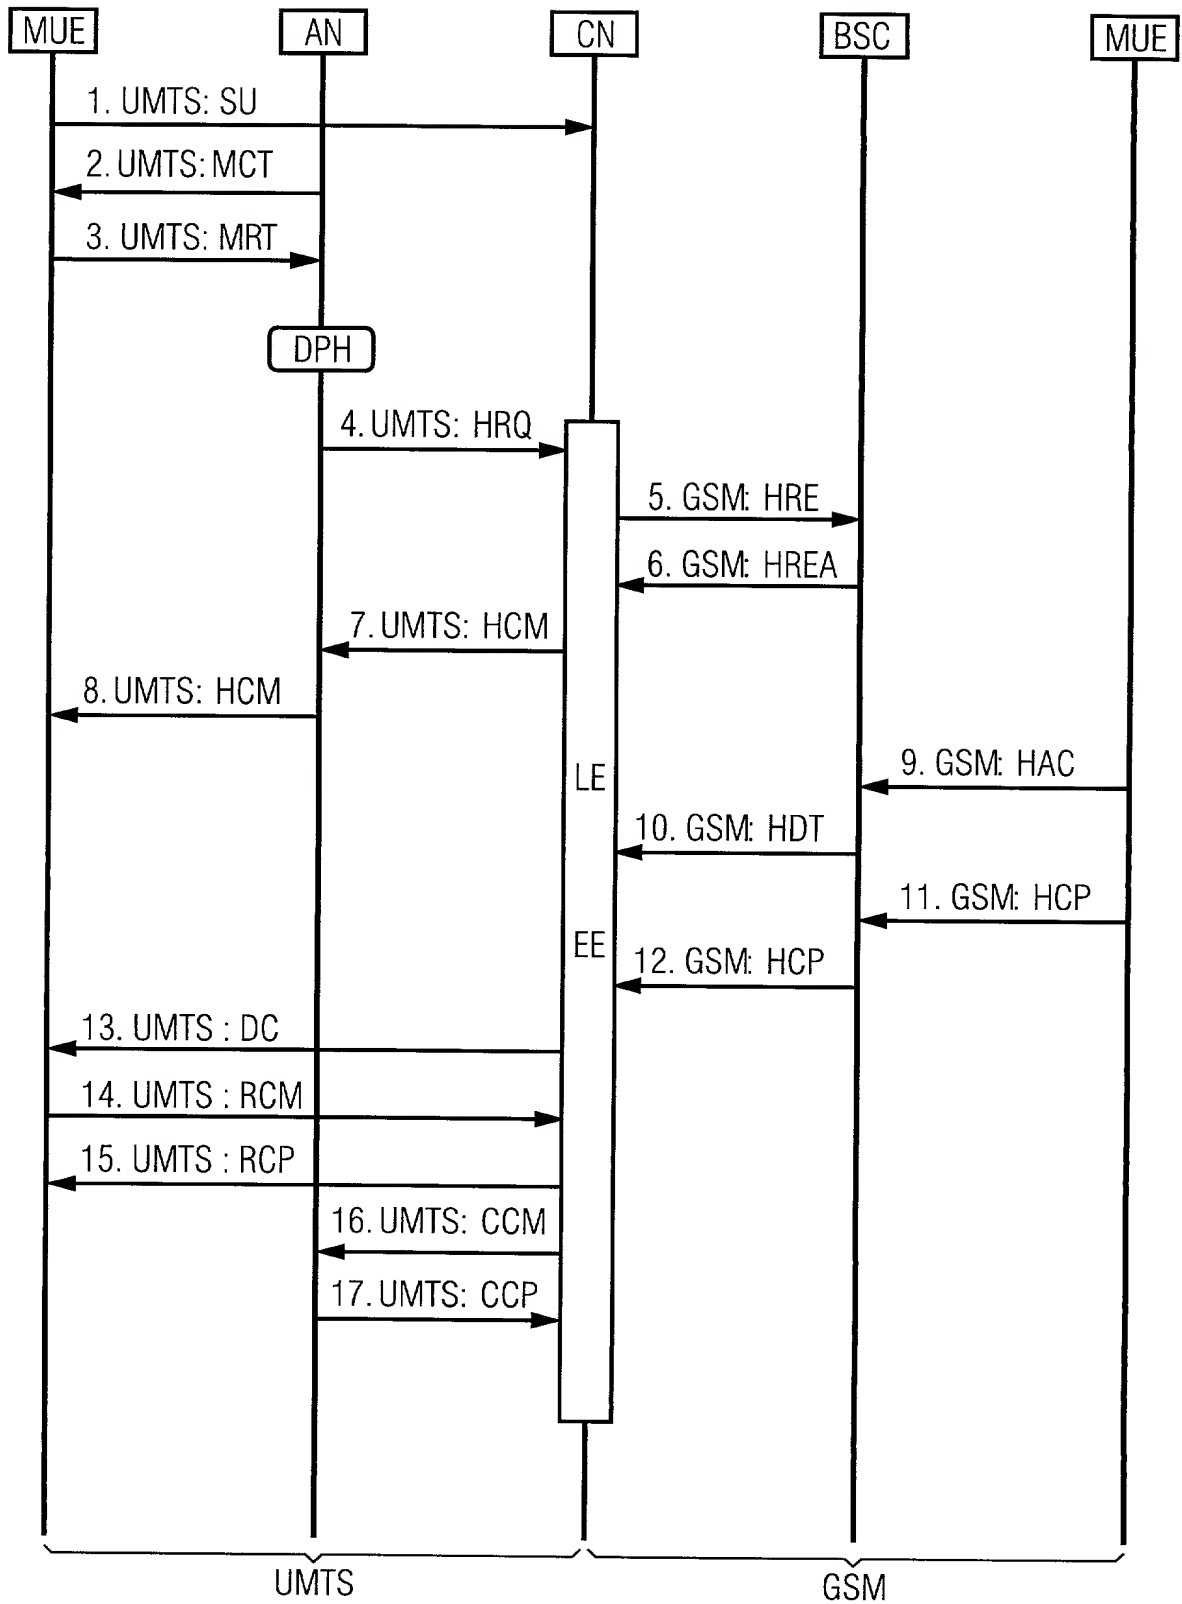 MUE AN CN BSC MUE
1. UMTS: SU
2. UMTS: MCT
3. UMTS: MRT
DPH
4. UMTS: HRQ
5. GSM: HRE
6. GSM: HREA
7. UMTS: HCM
8. UMTS: HCM
9. GSM: HAC
LE
10. GSM: HDT
11. GSM: HCP
EE
12. GSM: HCP
13. UMTS : DC
14. UMTS : RCM
15. UMTS : RCP
16. UMTS: CCM
17. UMTS: CCP
UMTS GSM